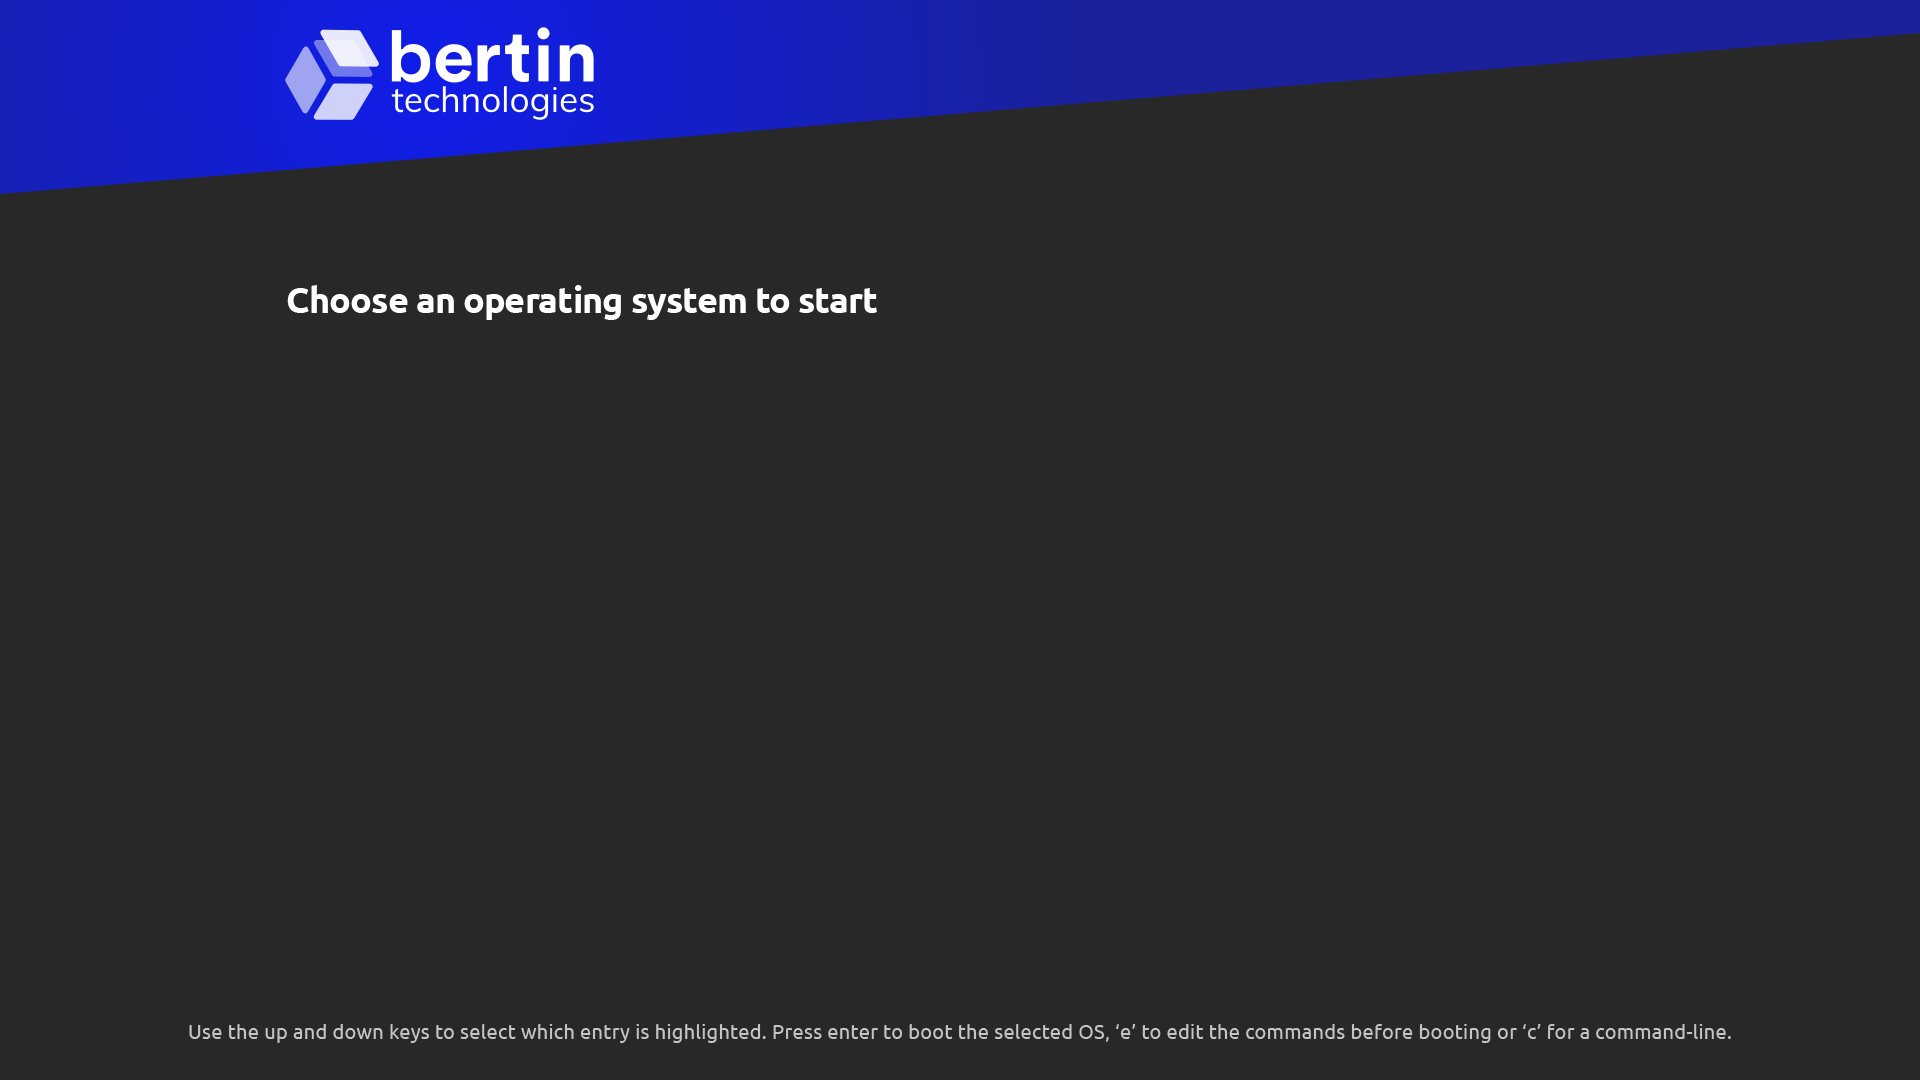 bertin
technologies
Choose an operating system to start
Use the up and down keys to select which entry is highlighted. Press enter to boot the selected OS, ‘e’ to edit the commands before booting or ‘c’ for a command-line.